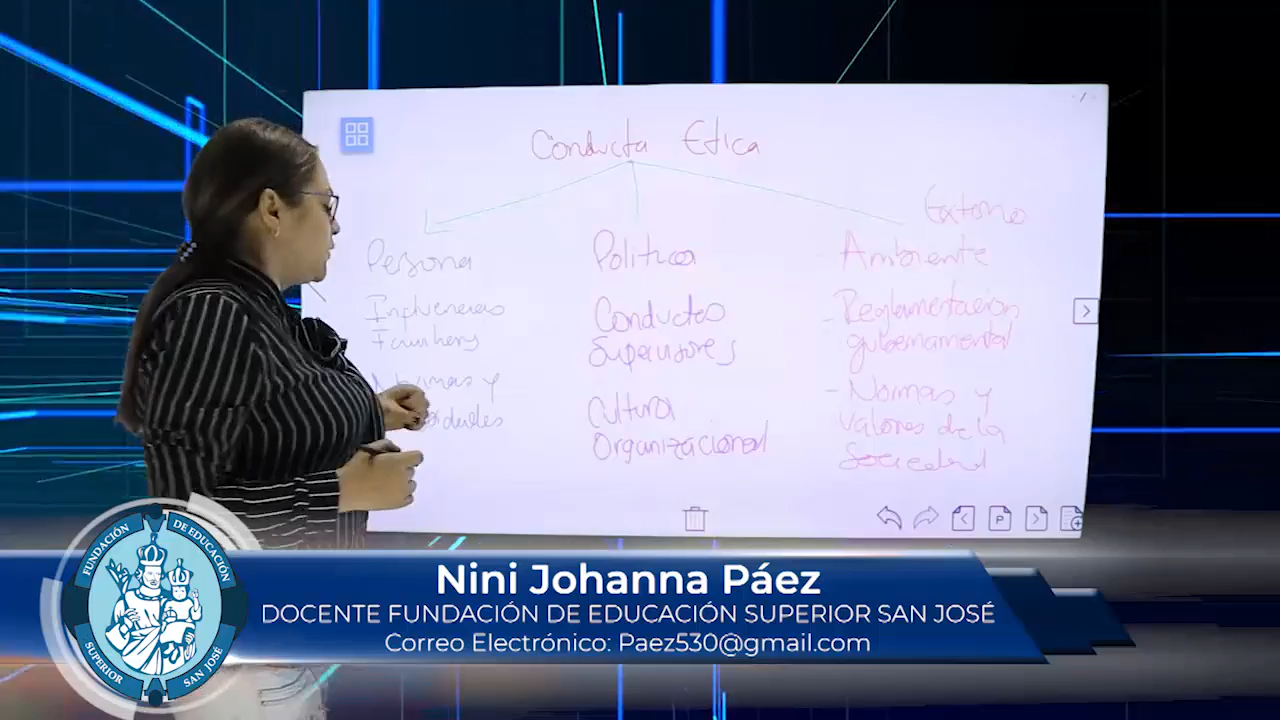 Conducta Etica
Externo
Persona
Influencias
Familiares
Normas y
Politica
Conductas
Supervisores
Cultura
Organizacional
Ambiente
- Reglamentacion
gubernamental
- Normas y
valores de la
Sociedad
P
FUNDACIÓN DE EDUCACIÓN
SUPERIOR SAN JOSÉ
Nini Johanna Páez
DOCENTE FUNDACIÓN DE EDUCACIÓN SUPERIOR SAN JOSÉ
Correo Electrónico: Paez530@gmail.com